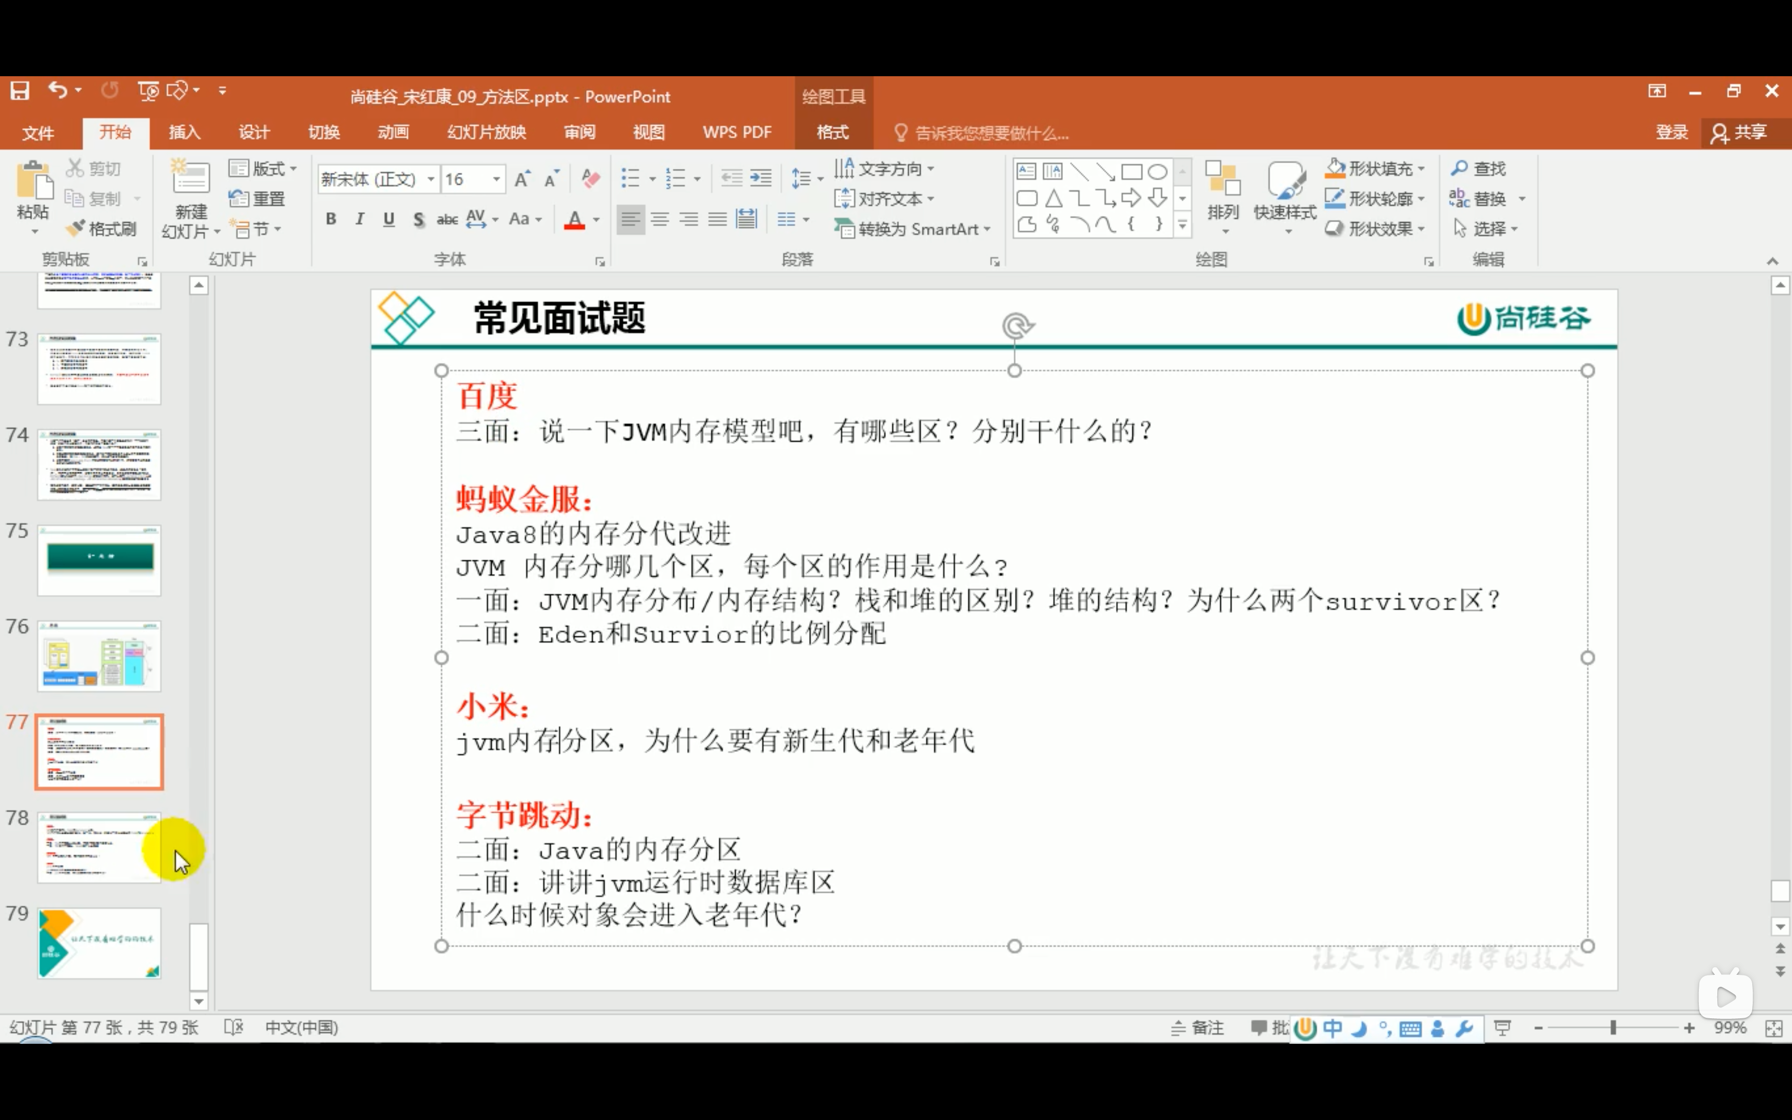 尚硅谷_宋红康_09_方法区.pptx - PowerPoint
绘图工具
文件
开始
插入
设计
切换
动画
幻灯片放映
审阅
视图
WPS PDF
格式
告诉我您想要做什么...
登录
共享
粘贴
剪切
复制
格式刷
剪贴板
新建
幻灯片
版式
重置
节
幻灯片
新宋体 (正文)
16
B I U S abc AV Aa A
字体
文字方向
对齐文本
转换为 SmartArt
段落
排列
快速样式
形状填充
形状轮廓
形状效果
绘图
查找
替换
选择
编辑
73
74
75
76
77
78
79
常见面试题
尚硅谷
百度
三面：说一下JVM内存模型吧，有哪些区？分别干什么的？
蚂蚁金服：
Java8的内存分代改进
JVM 内存分哪几个区，每个区的作用是什么?
一面：JVM内存分布/内存结构？栈和堆的区别？堆的结构？为什么两个survivor区？
二面：Eden和Survior的比例分配
小米：
jvm内存分区，为什么要有新生代和老年代
字节跳动：
二面：Java的内存分区
二面：讲讲jvm运行时数据库区
什么时候对象会进入老年代？
让天下没有难学的技术
幻灯片 第 77 张，共 79 张
中文(中国)
备注
批
中
99%